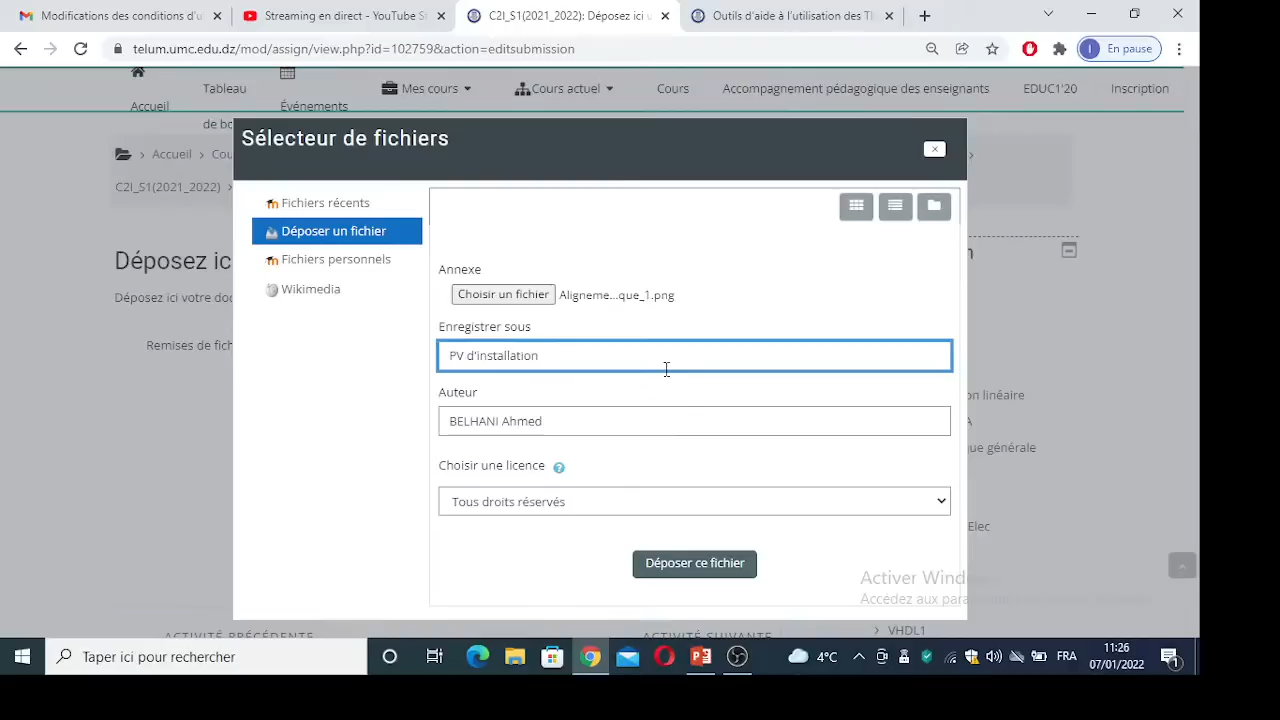 Modifications des conditions d'u
Streaming en direct - YouTube S
C2I_S1(2021_2022): Déposez ici
Outils d'aide à l'utilisation des TI
telum.umc.edu.dz/mod/assign/view.php?id=102759&action=editsubmission
I En pause
Accueil
Tableau
de bo
Événements
Mes cours
Cours actuel
Cours
Accompagnement pédagogique des enseignants
EDUC1'20
Inscription
Accueil › Cou
C2I_S1(2021_2022) ›
Déposez ic
Déposez ici votre doc
Remises de fich
Sélecteur de fichiers
Fichiers récents
Déposer un fichier
Fichiers personnels
Wikimedia
Annexe
Choisir un fichier Aligneme...que_1.png
Enregistrer sous
PV d'installation
Auteur
BELHANI Ahmed
Choisir une licence
Tous droits réservés
Déposer ce fichier
n
on linéaire
A
ue générale
Elec
VHDL1
Activer Wind
Accédez aux para
ACTIVITÉ PRÉCÉDENTE
ACTIVITÉ SUIVANTE
Taper ici pour rechercher
4°C
FRA
11:26
07/01/2022
1